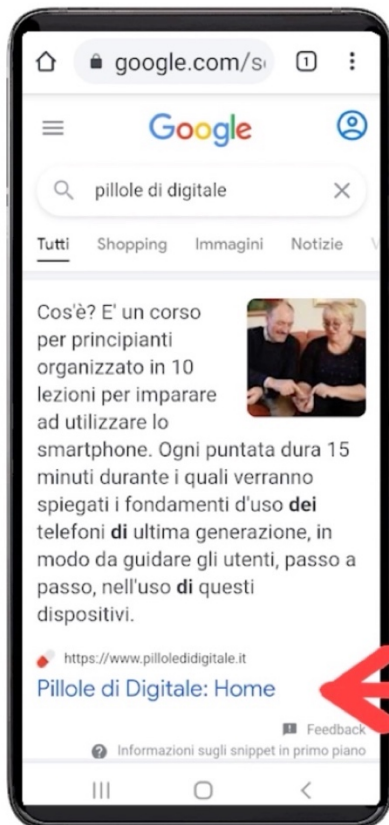 google.com/s
1
Google
pillole di digitale
Tutti Shopping Immagini Notizie
Cos'è? E' un corso
per principianti
organizzato in 10
lezioni per imparare
ad utilizzare lo
smartphone. Ogni puntata dura 15
minuti durante i quali verranno
spiegati i fondamenti d'uso dei
telefoni di ultima generazione, in
modo da guidare gli utenti, passo a
passo, nell'uso di questi
dispositivi.
https://www.pilloledidigitale.it
Pillole di Digitale: Home
Feedback
Informazioni sugli snippet in primo piano